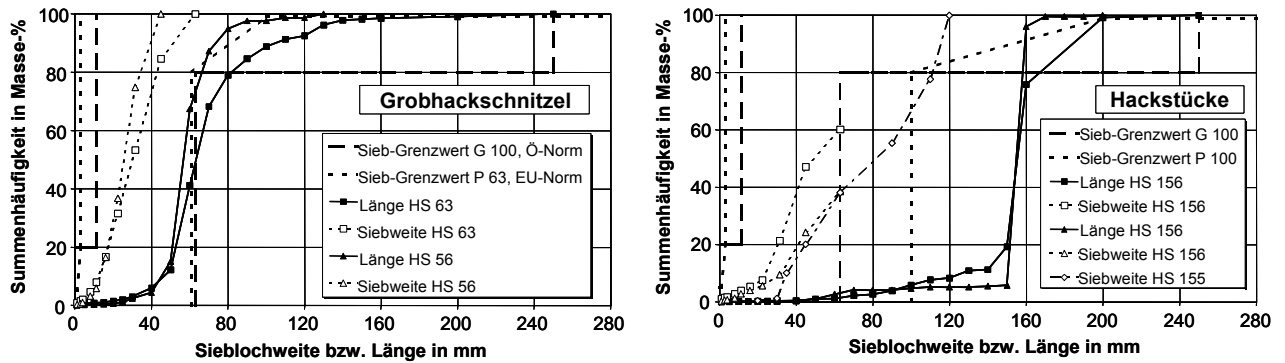 Summenhäufigkeit in Masse-%
100
80
60
40
20
0
0 40 80 120 160 200 240 280
Sieblochweite bzw. Länge in mm
Grobhackschnitzel
Sieb-Grenzwert G 100, Ö-Norm
Sieb-Grenzwert P 63, EU-Norm
Länge HS 63
Siebweite HS 63
Länge HS 56
Siebweite HS 56
Summenhäufigkeit in Masse-%
100
80
60
40
20
0
0 40 80 120 160 200 240 280
Sieblochweite bzw. Länge in mm
Hackstücke
Sieb-Grenzwert G 100
Sieb-Grenzwert P 100
Länge HS 156
Siebweite HS 156
Länge HS 156
Siebweite HS 156
Siebweite HS 155